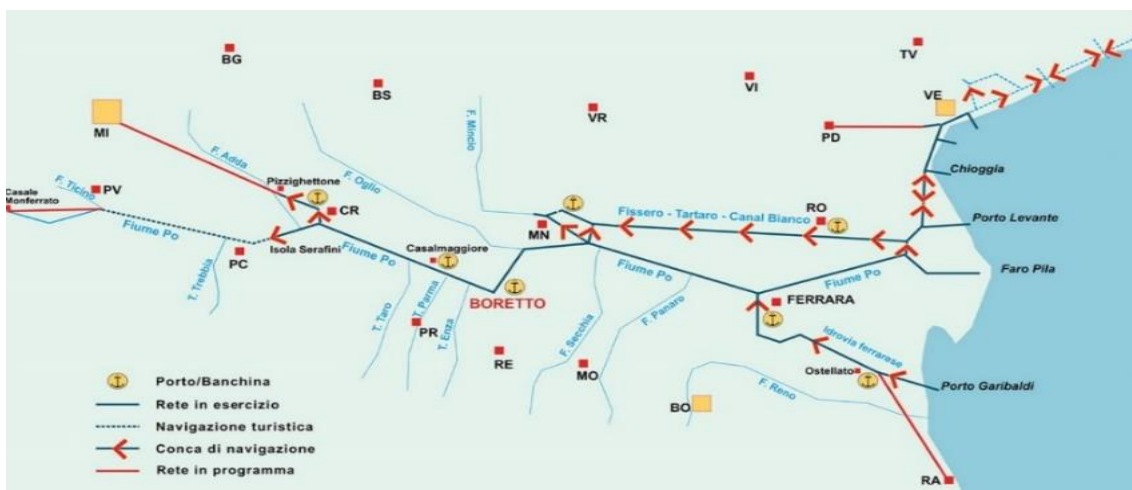 BG
BS
MI
VR
VI
TV
VE
PD
F. Mincio
F. Adda
F. Oglio
Pizzighettone
Casale
Monferrato
F. Ticino
PV
CR
Chioggia
Fiume Po
Isola Serafini
PC
T. Trebbia
Fiume Po
Casalmaggiore
MN
Fissero - Tartaro - Canal Bianco
RO
Porto Levante
Faro Pila
BORETTO
Fiume Po
Fiume Po
FERRARA
T. Taro
T. Parma
PR
T. Enza
RE
F. Secchia
MO
F. Panaro
Idrovia ferrarese
Ostellato
Porto Garibaldi
BO
F. Reno
RA
Porto/Banchina
Rete in esercizio
Navigazione turistica
Conca di navigazione
Rete in programma